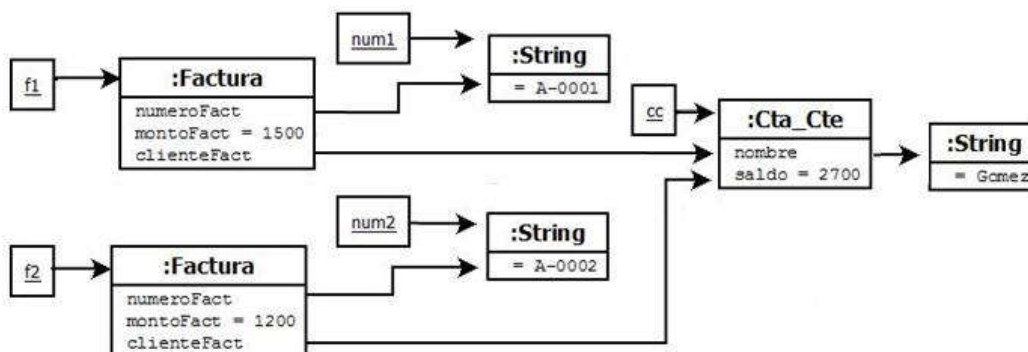 f1
:Factura
numeroFact
montoFact = 1500
clienteFact
num1
:String
= A-0001
cc
:Cta_Cte
nombre
saldo = 2700
:String
= Gomez
f2
:Factura
numeroFact
montoFact = 1200
clienteFact
num2
:String
= A-0002